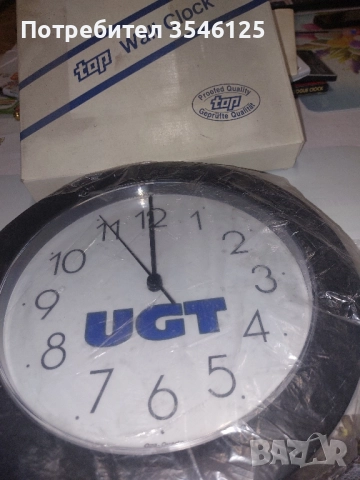 Потребител 3546125
top Wall Clock
Proofed Quality
top
Geprüfte Qualität
12
11 1
10 2
UGT
9 3
8 4
7 5
6
BAZAR